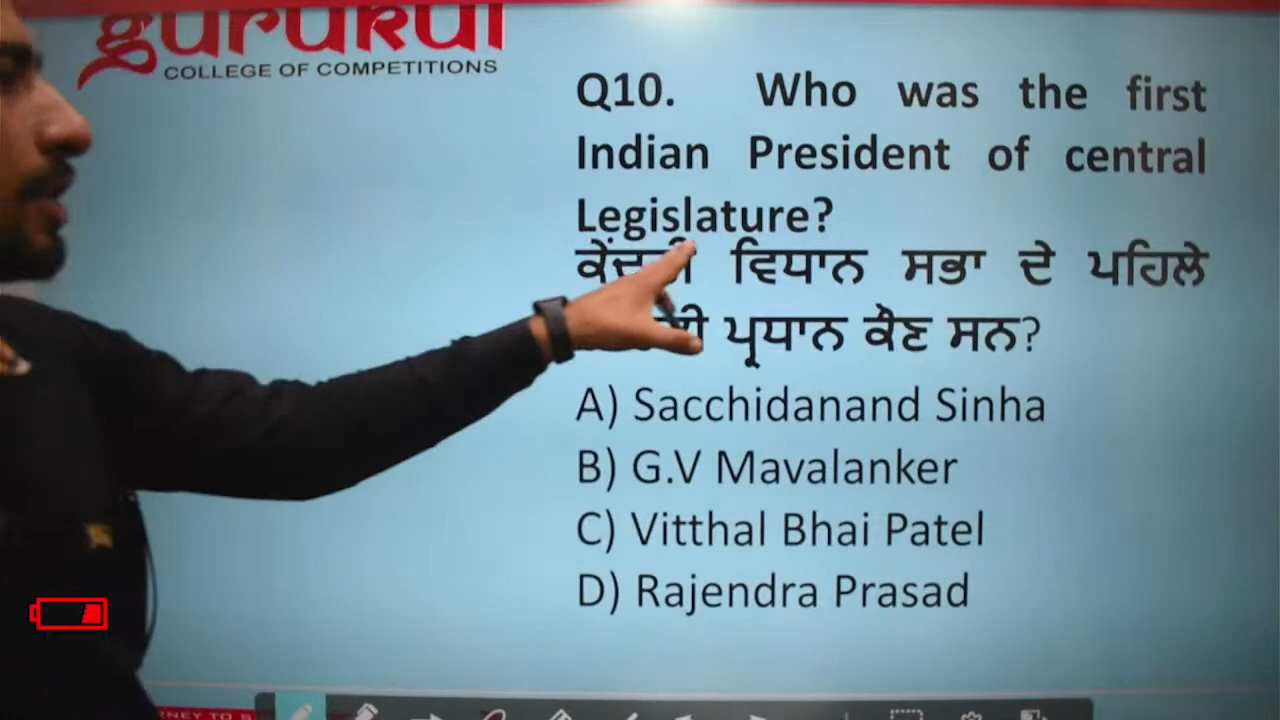 gurukul
COLLEGE OF COMPETITIONS
Q10. Who was the first
Indian President of central
Legislature?
ਵਿਧਾਨ ਸਭਾ ਦੇ ਪਹਿਲੇ
ਪ੍ਰਧਾਨ ਕੌਣ ਸਨ?
A) Sacchidanand Sinha
B) G.V Mavalanker
C) Vitthal Bhai Patel
D) Rajendra Prasad